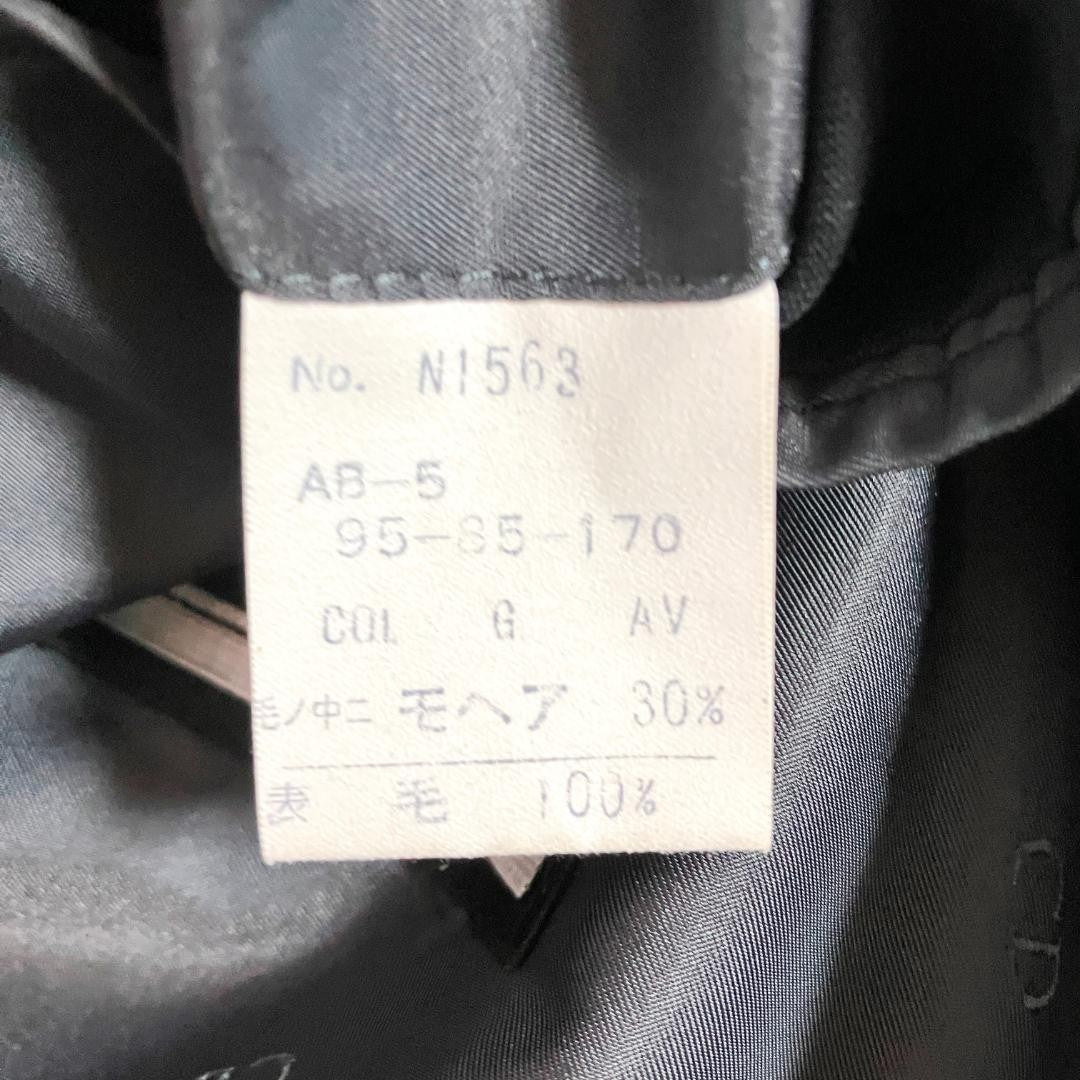 No. N1563
AB-5
95-85-170
COL G AV
毛ノ中ニ モヘア 30%
表 毛 100%
CD